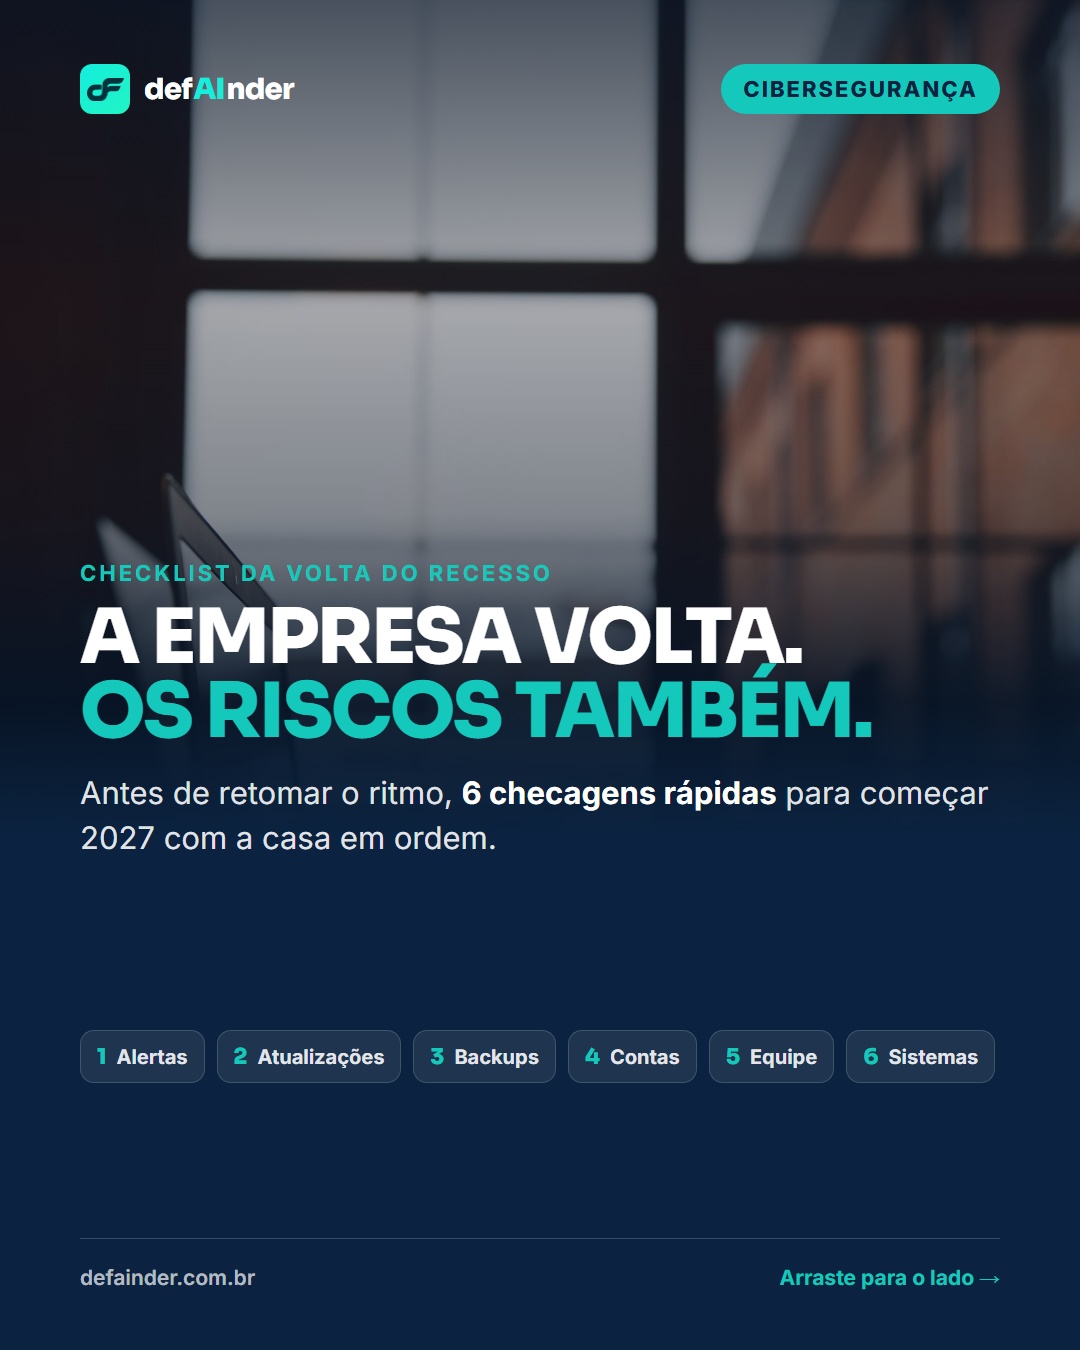 defAInder
CIBERSEGURANÇA
CHECKLIST DA VOLTA DO RECESSO
A EMPRESA VOLTA.
OS RISCOS TAMBÉM.
Antes de retomar o ritmo, 6 checagens rápidas para começar
2027 com a casa em ordem.
1 Alertas 2 Atualizações 3 Backups 4 Contas 5 Equipe 6 Sistemas
defainder.com.br
Arraste para o lado →